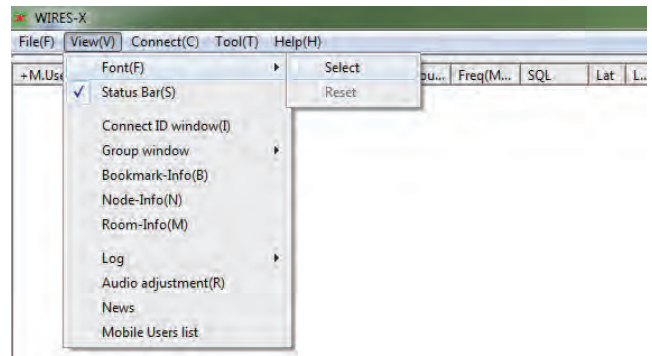 WIRES-X
File(F) View(V) Connect(C) Tool(T) Help(H)
+M.Use ou... Freq(M... SQL Lat L...
Font(F) Select
✓ Status Bar(S) Reset
Connect ID window(I)
Group window
Bookmark-Info(B)
Node-Info(N)
Room-Info(M)
Log
Audio adjustment(R)
News
Mobile Users list